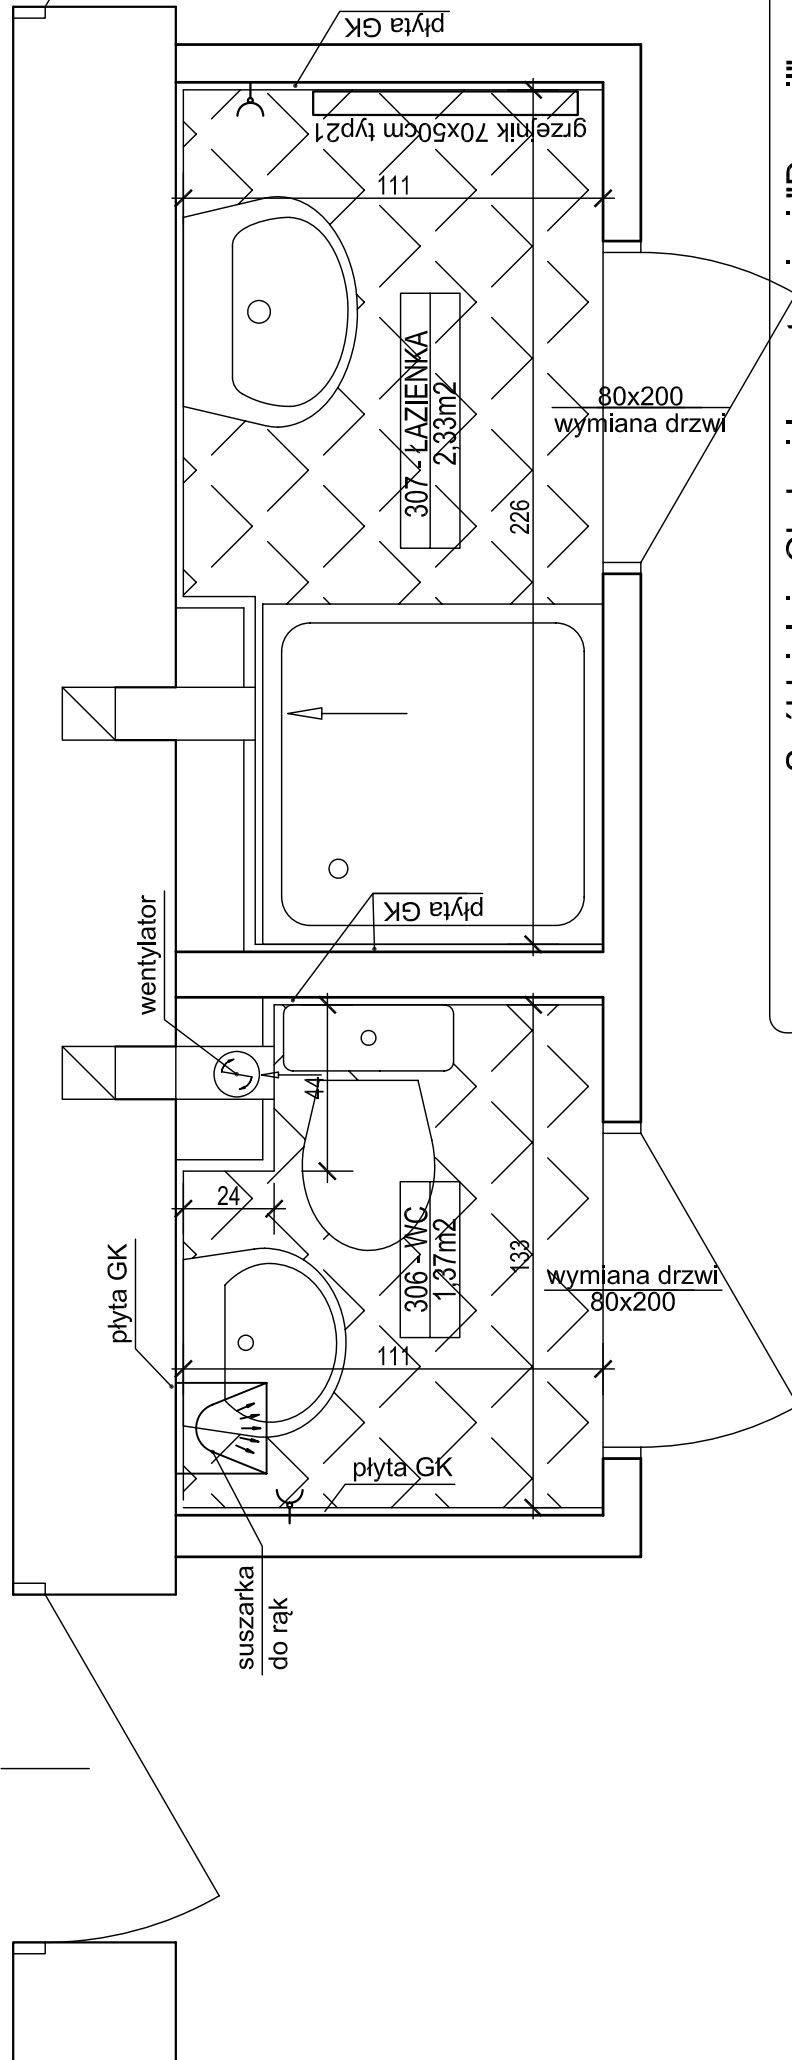 płyta GK
grzejnik 70x50cm typ21
111
307 - ŁAZIENKA
2,33m2
80x200
wymiana drzwi
226
płyta GK
wentylator
44
24
płyta GK
306 - WC
1,37m2
133
wymiana drzwi
80x200
111
płyta GK
suszarka
do rąk